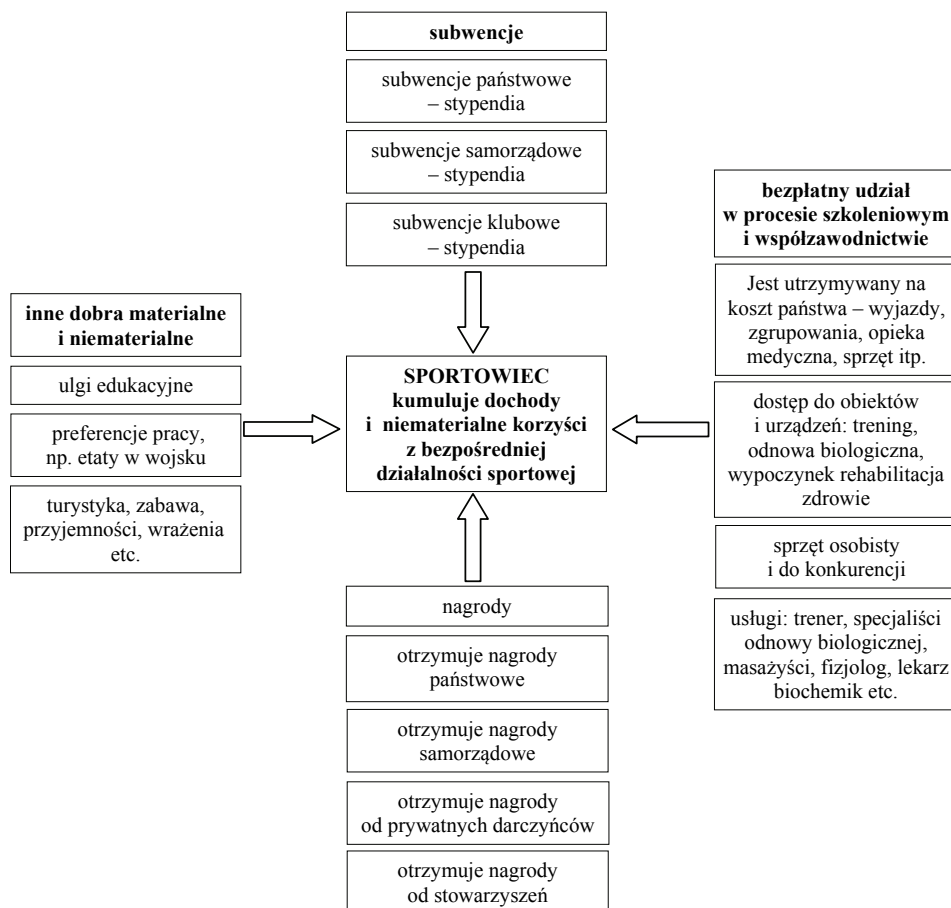 subwencje
subwencje państwowe
– stypendia
subwencje samorządowe
– stypendia
subwencje klubowe
– stypendia
inne dobra materialne
i niematerialne
ulgi edukacyjne
preferencje pracy,
np. etaty w wojsku
turystyka, zabawa,
przyjemności, wrażenia
etc.
SPORTOWIEC
kumuluje dochody
i niematerialne korzyści
z bezpośredniej
działalności sportowej
bezpłatny udział
w procesie szkoleniowym
i współzawodnictwie
Jest utrzymywany na
koszt państwa – wyjazdy,
zgrupowania, opieka
medyczna, sprzęt itp.
dostęp do obiektów
i urządzeń: trening,
odnowa biologiczna,
wypoczynek rehabilitacja
zdrowie
sprzęt osobisty
i do konkurencji
usługi: trener, specjaliści
odnowy biologicznej,
masażyści, fizjolog, lekarz
biochemik etc.
nagrody
otrzymuje nagrody
państwowe
otrzymuje nagrody
samorządowe
otrzymuje nagrody
od prywatnych darczyńców
otrzymuje nagrody
od stowarzyszeń